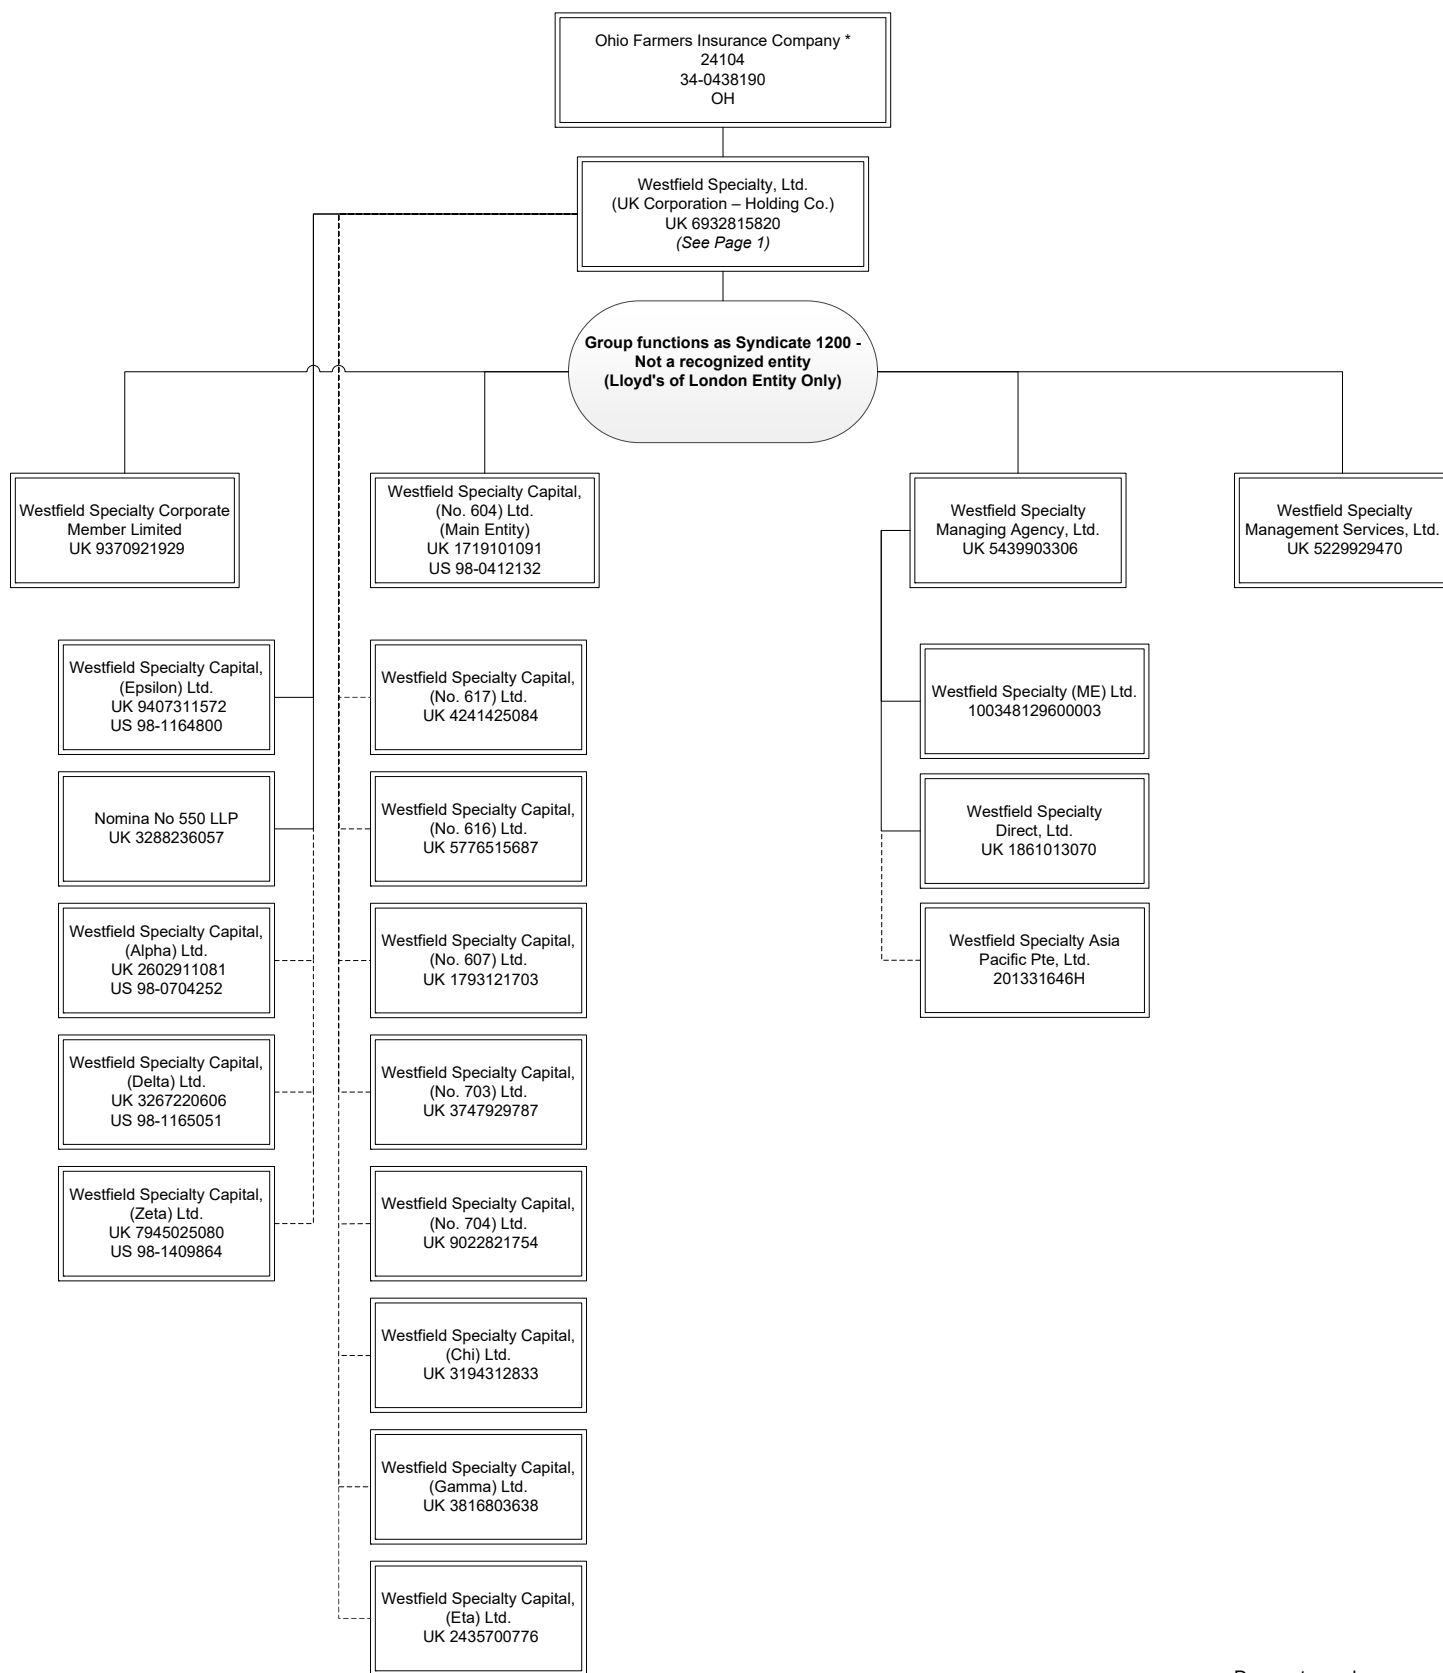 Ohio Farmers Insurance Company *
24104
34-0438190
OH
Westfield Specialty, Ltd.
(UK Corporation – Holding Co.)
UK 6932815820
(See Page 1)
Group functions as Syndicate 1200 -
Not a recognized entity
(Lloyd's of London Entity Only)
Westfield Specialty Corporate
Member Limited
UK 9370921929
Westfield Specialty Capital,
(No. 604) Ltd.
(Main Entity)
UK 1719101091
US 98-0412132
Westfield Specialty
Managing Agency, Ltd.
UK 5439903306
Westfield Specialty
Management Services, Ltd.
UK 5229929470
Westfield Specialty Capital,
(Epsilon) Ltd.
UK 9407311572
US 98-1164800
Nomina No 550 LLP
UK 3288236057
Westfield Specialty Capital,
(Alpha) Ltd.
UK 2602911081
US 98-0704252
Westfield Specialty Capital,
(Delta) Ltd.
UK 3267220606
US 98-1165051
Westfield Specialty Capital,
(Zeta) Ltd.
UK 7945025080
US 98-1409864
Westfield Specialty Capital,
(No. 617) Ltd.
UK 4241425084
Westfield Specialty Capital,
(No. 616) Ltd.
UK 5776515687
Westfield Specialty Capital,
(No. 607) Ltd.
UK 1793121703
Westfield Specialty Capital,
(No. 703) Ltd.
UK 3747929787
Westfield Specialty Capital,
(No. 704) Ltd.
UK 9022821754
Westfield Specialty Capital,
(Chi) Ltd.
UK 3194312833
Westfield Specialty Capital,
(Gamma) Ltd.
UK 3816803638
Westfield Specialty Capital,
(Eta) Ltd.
UK 2435700776
Westfield Specialty (ME) Ltd.
100348129600003
Westfield Specialty
Direct, Ltd.
UK 1861013070
Westfield Specialty Asia
Pacific Pte, Ltd.
201331646H